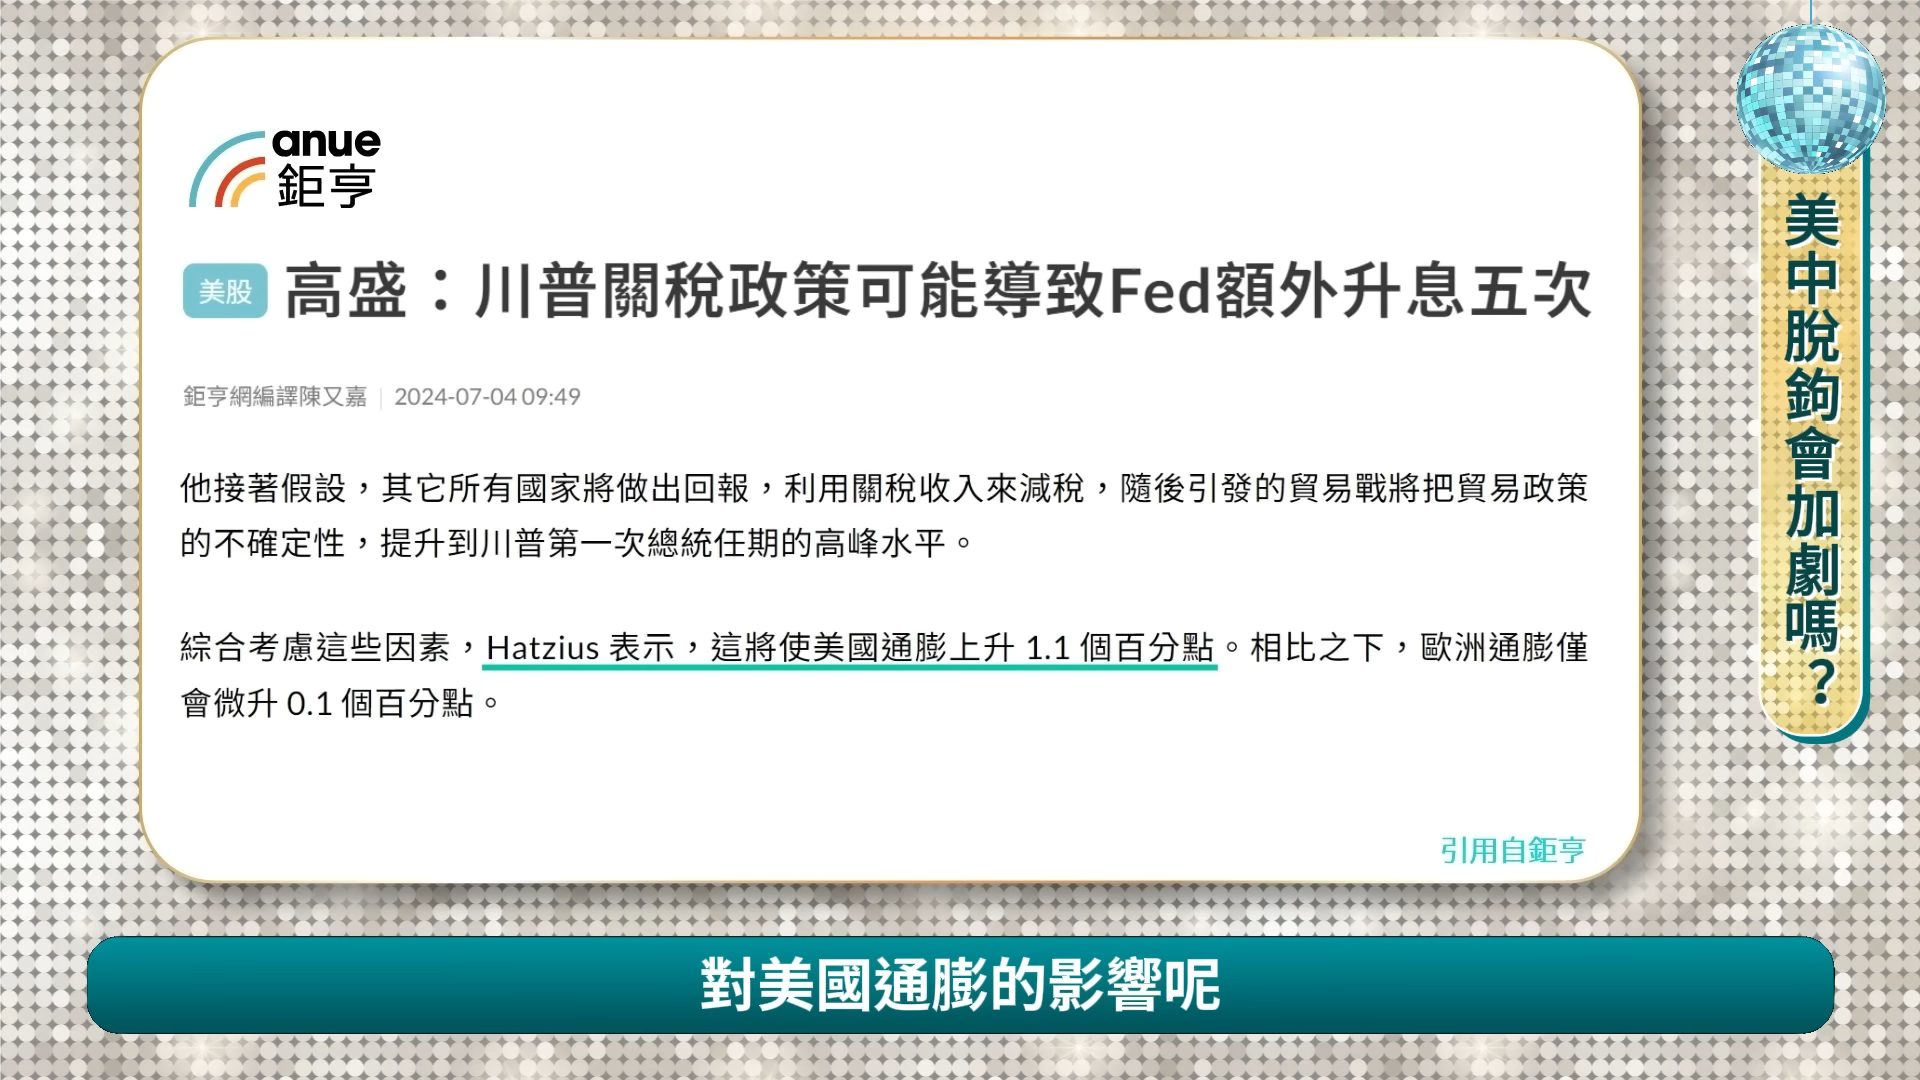 anue
鉅亨
美股
高盛：川普關稅政策可能導致Fed額外升息五次
鉅亨網編譯陳又嘉 | 2024-07-04 09:49
他接著假設，其它所有國家將做出回報，利用關稅收入來減稅，隨後引發的貿易戰將把貿易政策
的不確定性，提升到川普第一次總統任期的高峰水平。
綜合考慮這些因素，Hatzius 表示，這將使美國通膨上升 1.1 個百分點。相比之下，歐洲通膨僅
會微升 0.1 個百分點。
引用自鉅亨
美中脫鉤會加劇嗎？
對美國通膨的影響呢